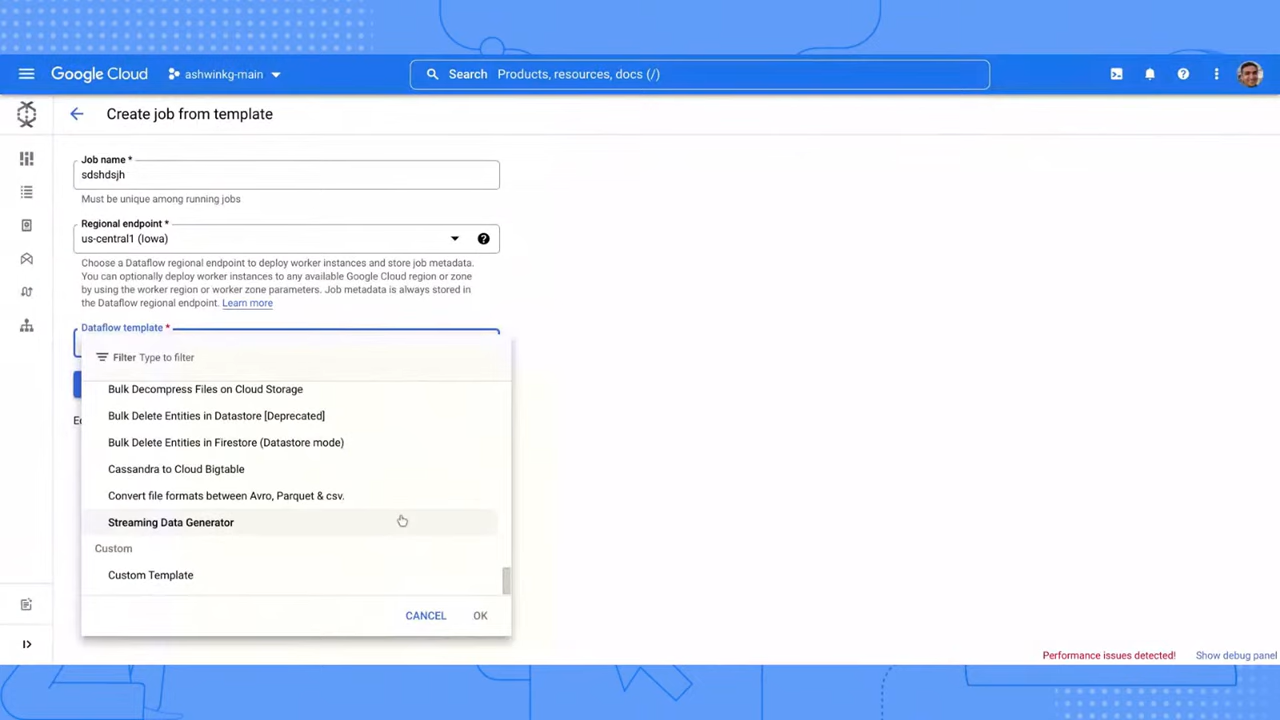 Google Cloud
ashwinkg-main
Search Products, resources, docs (/)
Create job from template
Job name *
sdshdsjh
Must be unique among running jobs
Regional endpoint *
us-central1 (Iowa)
Choose a Dataflow regional endpoint to deploy worker instances and store job metadata.
You can optionally deploy worker instances to any available Google Cloud region or zone
by using the worker region or worker zone parameters. Job metadata is always stored in
the Dataflow regional endpoint. Learn more
Dataflow template *
Filter Type to filter
Bulk Decompress Files on Cloud Storage
Bulk Delete Entities in Datastore [Deprecated]
Bulk Delete Entities in Firestore (Datastore mode)
Cassandra to Cloud Bigtable
Convert file formats between Avro, Parquet & csv.
Streaming Data Generator
Custom
Custom Template
CANCEL OK
Performance issues detected! Show debug panel